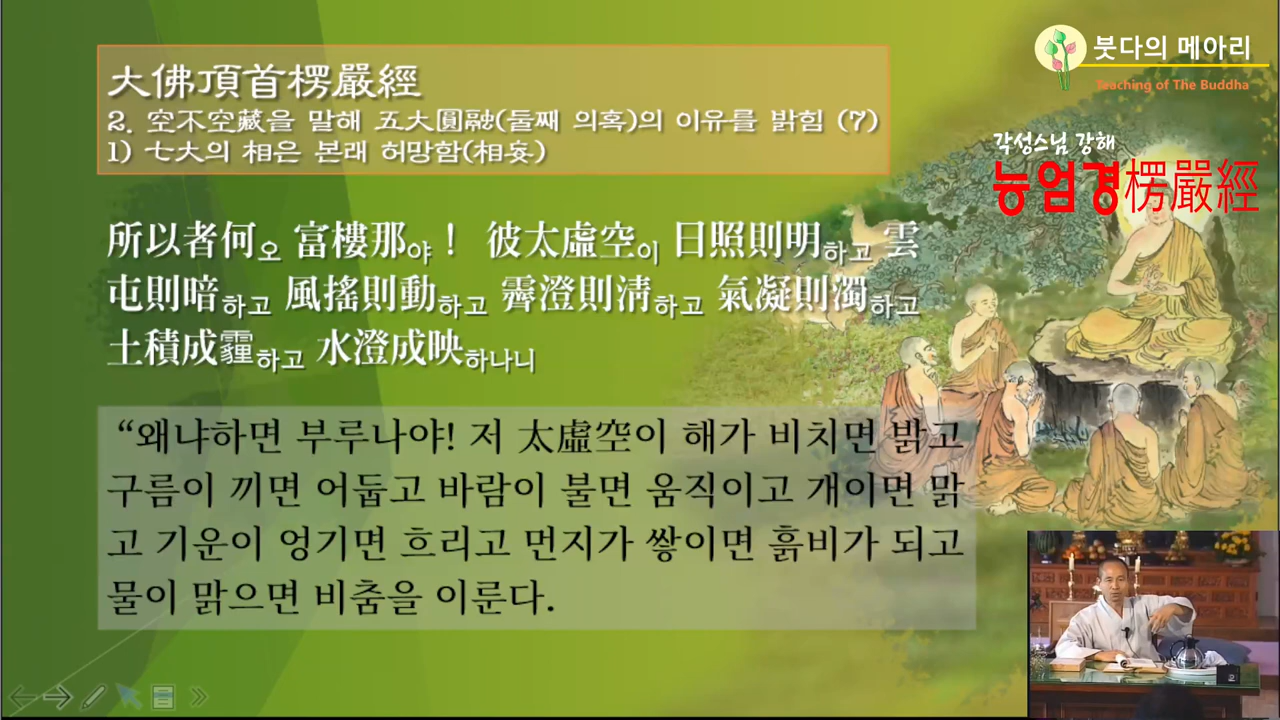 大佛頂首楞嚴經
2. 空不空藏을 말해 五大圓融(둘째 의혹)의 이유를 밝힘 (7)
1) 七大의 相은 본래 허망함(相妄)
所以者何오 富樓那야! 彼太虛空이 日照則明하고 雲
屯則暗하고 風搖則動하고 霽澄則淸하고 氣凝則濁하고
土積成霾하고 水澄成映하나니
“왜냐하면 부루나야! 저 太虛空이 해가 비치면 밝고
구름이 끼면 어둡고 바람이 불면 움직이고 개이면 맑
고 기운이 엉기면 흐리고 먼지가 쌓이면 흙비가 되고
물이 맑으면 비춤을 이룬다.
붓다의 메아리
Teaching of The Buddha
각성스님 강해
능엄경楞嚴經
2